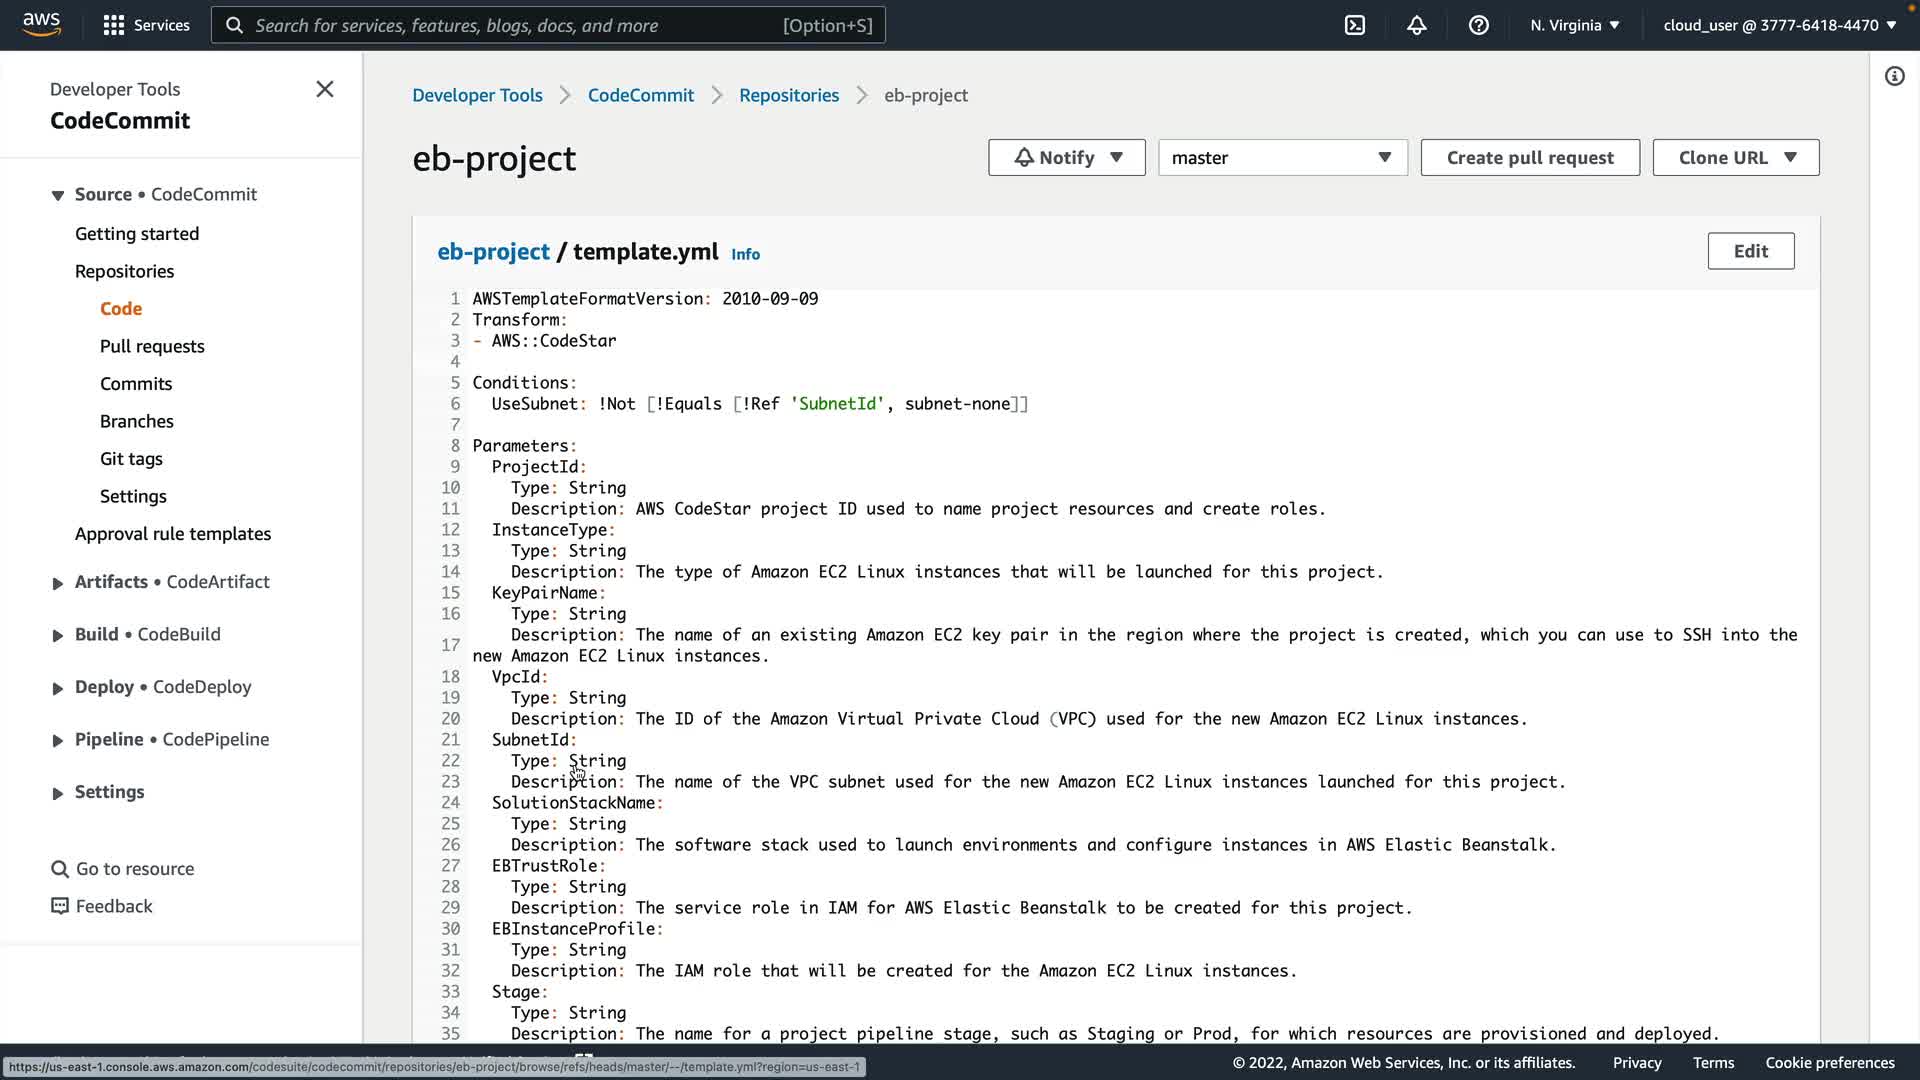 aws
Services
Search for services, features, blogs, docs, and more
[Option+S]
N. Virginia
cloud_user @ 3777-6418-4470
Developer Tools
CodeCommit
Source • CodeCommit
Getting started
Repositories
Code
Pull requests
Commits
Branches
Git tags
Settings
Approval rule templates
Artifacts • CodeArtifact
Build • CodeBuild
Deploy • CodeDeploy
Pipeline • CodePipeline
Settings
Go to resource
Feedback
Developer Tools > CodeCommit > Repositories > eb-project
eb-project
Notify
master
Create pull request
Clone URL
eb-project / template.yml Info
Edit
1 AWSTemplateFormatVersion: 2010-09-09
2 Transform:
3 - AWS::CodeStar
4
5 Conditions:
6 UseSubnet: !Not [!Equals [!Ref 'SubnetId', subnet-none]]
7
8 Parameters:
9 ProjectId:
10 Type: String
11 Description: AWS CodeStar project ID used to name project resources and create roles.
12 InstanceType:
13 Type: String
14 Description: The type of Amazon EC2 Linux instances that will be launched for this project.
15 KeyPairName:
16 Type: String
17 Description: The name of an existing Amazon EC2 key pair in the region where the project is created, which you can use to SSH into the
new Amazon EC2 Linux instances.
18 VpcId:
19 Type: String
20 Description: The ID of the Amazon Virtual Private Cloud (VPC) used for the new Amazon EC2 Linux instances.
21 SubnetId:
22 Type: String
23 Description: The name of the VPC subnet used for the new Amazon EC2 Linux instances launched for this project.
24 SolutionStackName:
25 Type: String
26 Description: The software stack used to launch environments and configure instances in AWS Elastic Beanstalk.
27 EBTrustRole:
28 Type: String
29 Description: The service role in IAM for AWS Elastic Beanstalk to be created for this project.
30 EBInstanceProfile:
31 Type: String
32 Description: The IAM role that will be created for the Amazon EC2 Linux instances.
33 Stage:
34 Type: String
35 Description: The name for a project pipeline stage, such as Staging or Prod, for which resources are provisioned and deployed.
https://us-east-1.console.aws.amazon.com/codesuite/codecommit/repositories/eb-project/browse/refs/heads/master/--/template.yml?region=us-east-1
© 2022, Amazon Web Services, Inc. or its affiliates.
Privacy
Terms
Cookie preferences